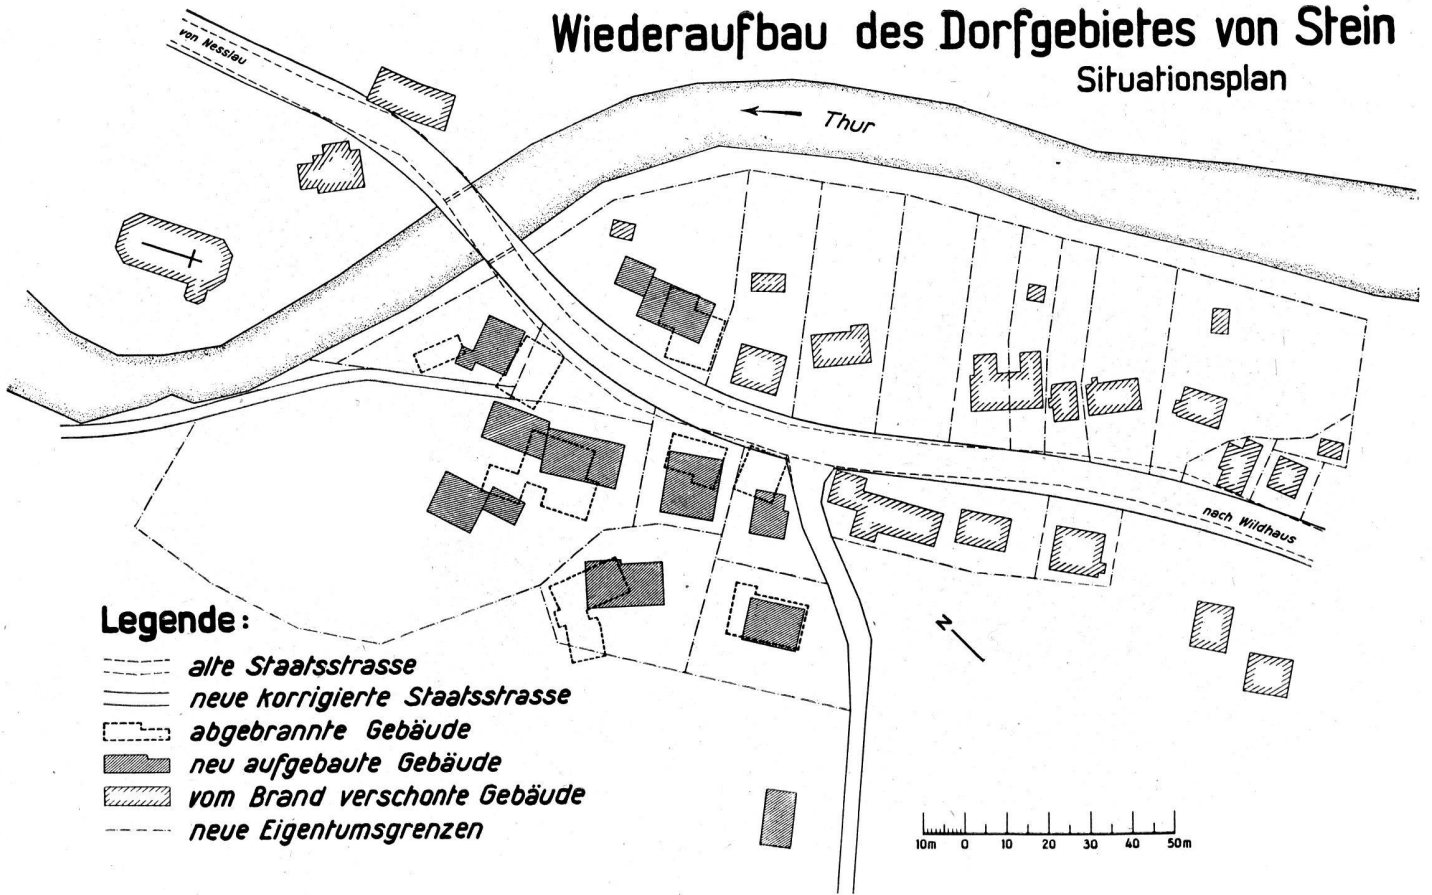 Wiederaufbau des Dorfgebietes von Stein
Situationsplan
von Nesslau
Thur
nach Wildhaus
N
Legende:
alte Staatsstrasse
neue korrigierte Staatsstrasse
abgebrannte Gebäude
neu aufgebaute Gebäude
vom Brand verschonte Gebäude
neue Eigentumsgrenzen
10m 0 10 20 30 40 50m